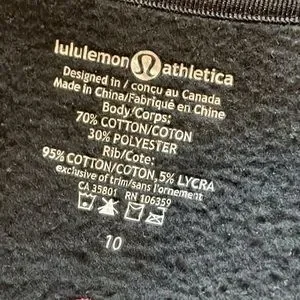 lululemon athletica
Designed in / conçu au Canada
Made in China/Fabriqué en Chine
Body/Corps:
70% COTTON/COTON
30% POLYESTER
Rib/Cote:
95% COTTON/COTON, 5% LYCRA
exclusive of trim/sans l'ornement
CA 35801 RN 106359
10